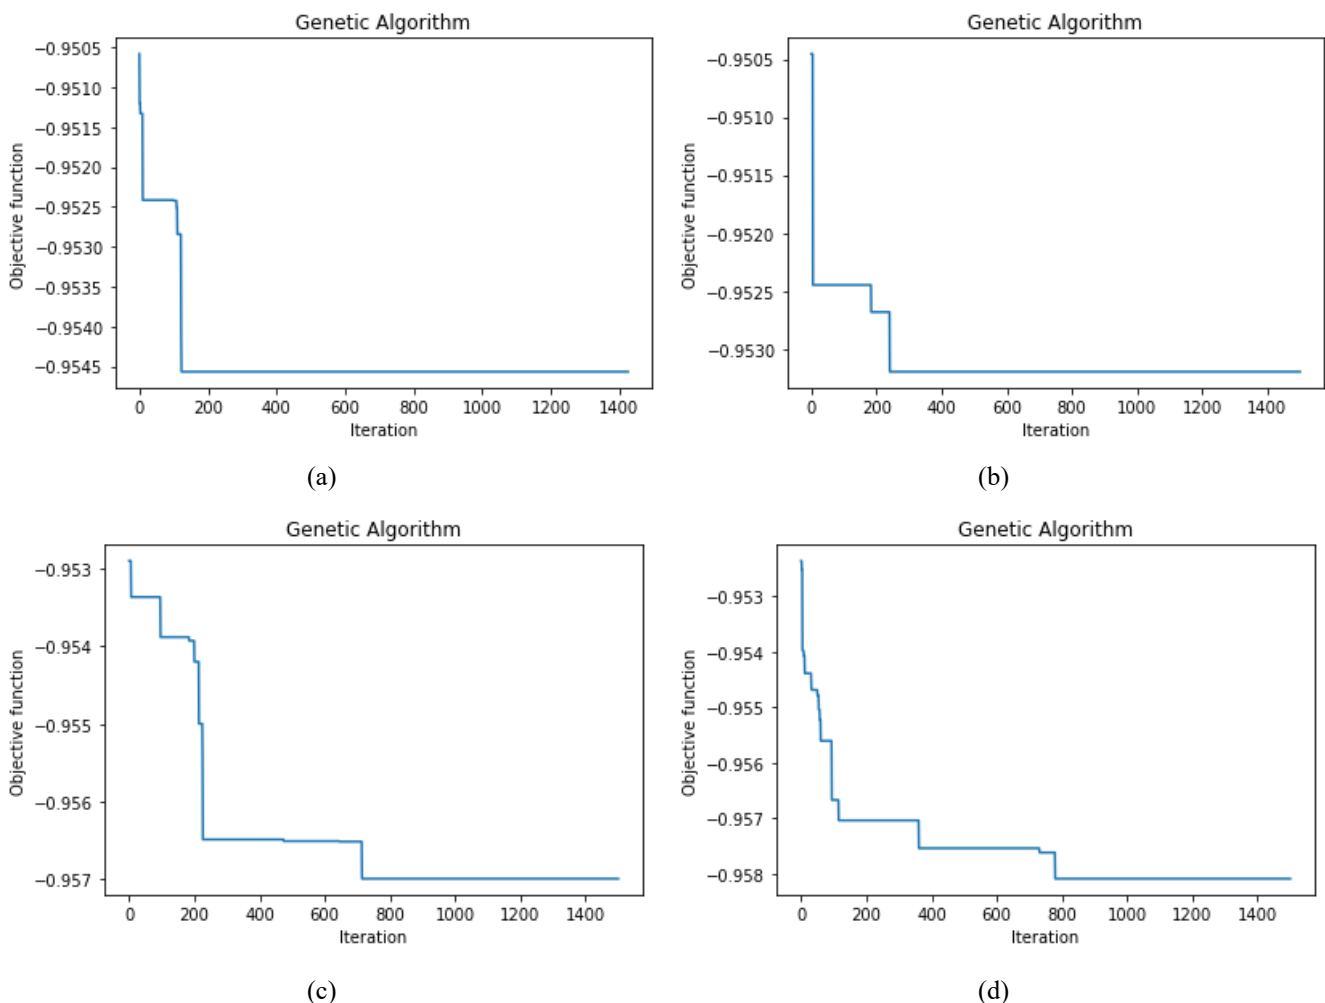 Genetic Algorithm
Objective function
−0.9505
−0.9510
−0.9515
−0.9520
−0.9525
−0.9530
−0.9535
−0.9540
−0.9545
0 200 400 600 800 1000 1200 1400
Iteration
(a)
Genetic Algorithm
Objective function
−0.9505
−0.9510
−0.9515
−0.9520
−0.9525
−0.9530
0 200 400 600 800 1000 1200 1400
Iteration
(b)
Genetic Algorithm
Objective function
−0.953
−0.954
−0.955
−0.956
−0.957
0 200 400 600 800 1000 1200 1400
Iteration
(c)
Genetic Algorithm
Objective function
−0.953
−0.954
−0.955
−0.956
−0.957
−0.958
0 200 400 600 800 1000 1200 1400
Iteration
(d)